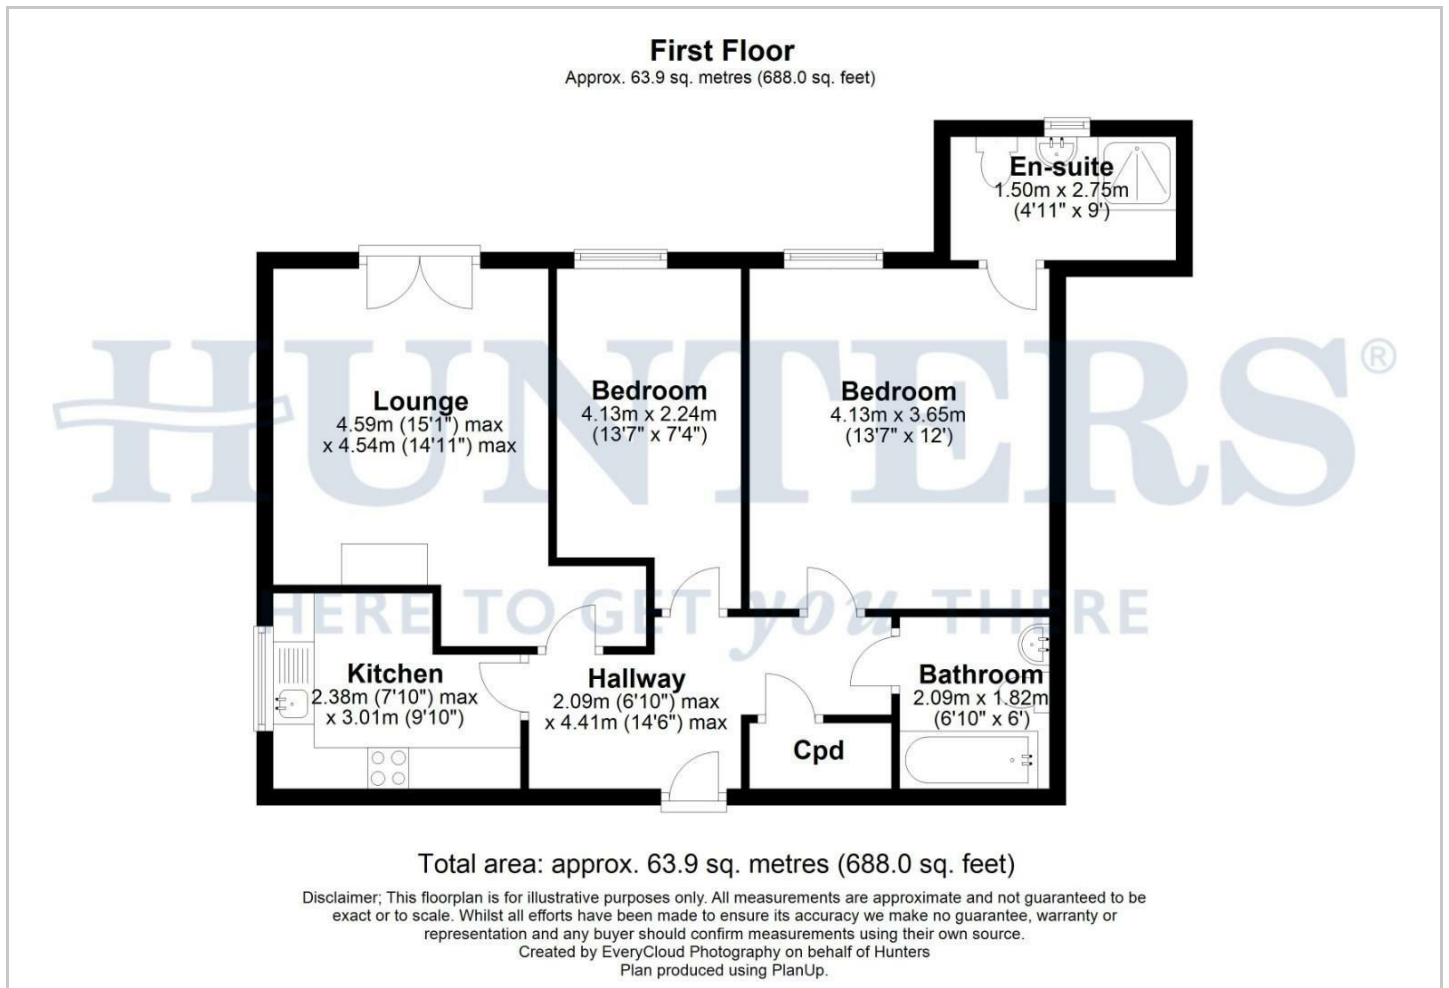 First Floor
Approx. 63.9 sq. metres (688.0 sq. feet)
En-suite
1.50m x 2.75m
(4'11" x 9')
HUNTERS®
HERE TO GET you THERE
Lounge
4.59m (15'1") max
x 4.54m (14'11") max
Bedroom
4.13m x 2.24m
(13'7" x 7'4")
Bedroom
4.13m x 3.65m
(13'7" x 12')
Kitchen
2.38m (7'10") max
x 3.01m (9'10")
Hallway
2.09m (6'10") max
x 4.41m (14'6") max
Cpd
Bathroom
2.09m x 1.82m
(6'10" x 6')
Total area: approx. 63.9 sq. metres (688.0 sq. feet)
Disclaimer; This floorplan is for illustrative purposes only. All measurements are approximate and not guaranteed to be
exact or to scale. Whilst all efforts have been made to ensure its accuracy we make no guarantee, warranty or
representation and any buyer should confirm measurements using their own source.
Created by EveryCloud Photography on behalf of Hunters
Plan produced using PlanUp.